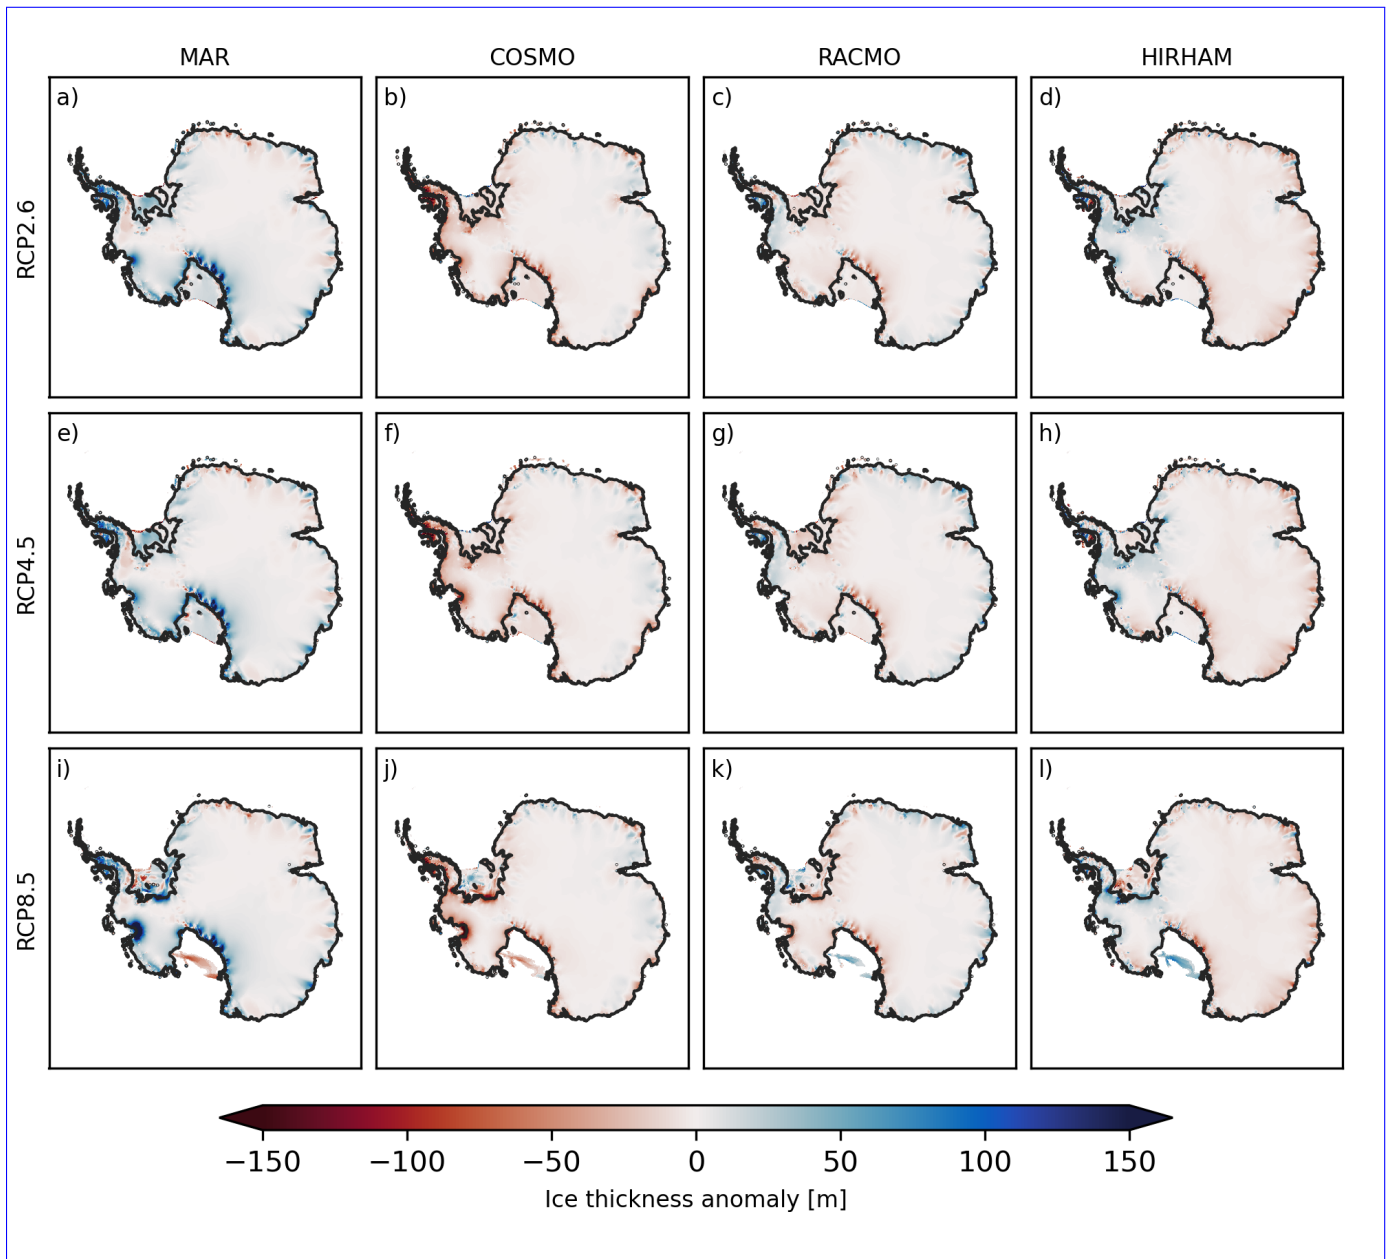 MAR COSMO RACMO HIRHAM
a) b) c) d)
RCP2.6
e) f) g) h)
RCP4.5
i) j) k) l)
RCP8.5
−150 −100 −50 0 50 100 150
Ice thickness anomaly [m]